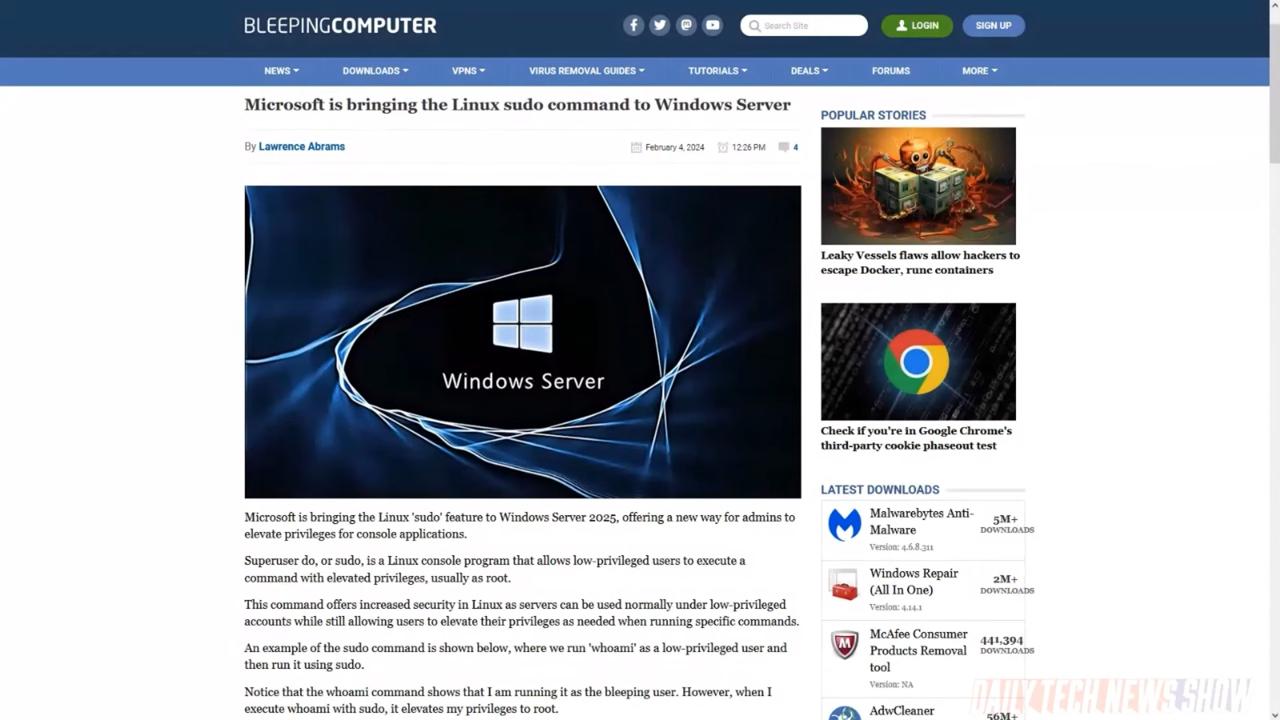 BLEEPINGCOMPUTER
Search Site
LOGIN
SIGN UP
NEWS
DOWNLOADS
VPNS
VIRUS REMOVAL GUIDES
TUTORIALS
DEALS
FORUMS
MORE
Microsoft is bringing the Linux sudo command to Windows Server
By Lawrence Abrams
February 4, 2024
12:26 PM
4
Windows Server
Microsoft is bringing the Linux 'sudo' feature to Windows Server 2025, offering a new way for admins to
elevate privileges for console applications.
Superuser do, or sudo, is a Linux console program that allows low-privileged users to execute a
command with elevated privileges, usually as root.
This command offers increased security in Linux as servers can be used normally under low-privileged
accounts while still allowing users to elevate their privileges as needed when running specific commands.
An example of the sudo command is shown below, where we run 'whoami' as a low-privileged user and
then run it using sudo.
Notice that the whoami command shows that I am running it as the bleeping user. However, when I
execute whoami with sudo, it elevates my privileges to root.
POPULAR STORIES
Leaky Vessels flaws allow hackers to
escape Docker, runc containers
Check if you're in Google Chrome's
third-party cookie phaseout test
LATEST DOWNLOADS
Malwarebytes Anti-
Malware
Version: 4.6.8.311
5M+
DOWNLOADS
Windows Repair
(All In One)
Version: 4.14.1
2M+
DOWNLOADS
McAfee Consumer
Products Removal
tool
Version: NA
441,394
DOWNLOADS
AdwCleaner
56M+
DAILY TECH NEWS SHOW